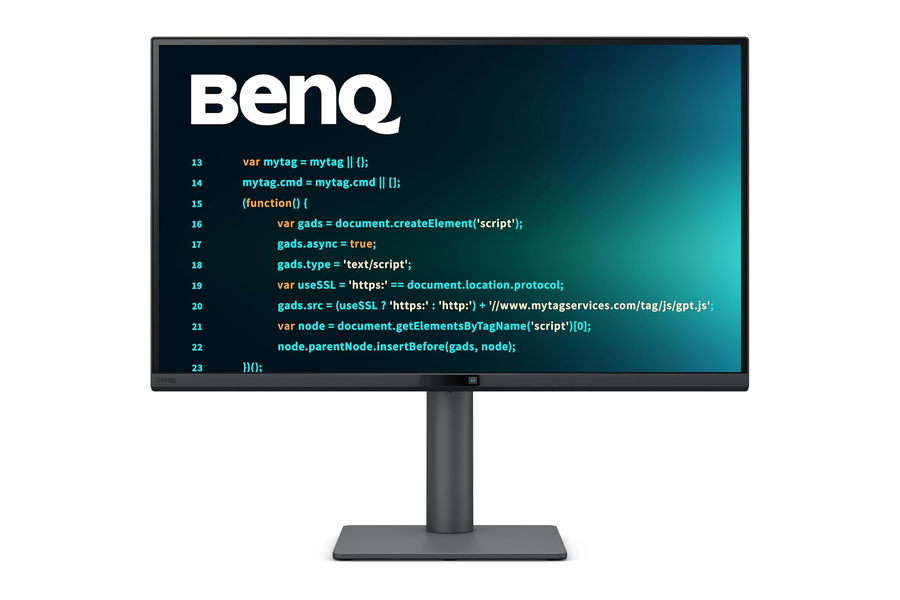 BenQ
13 var mytag = mytag || {};
14 mytag.cmd = mytag.cmd || [];
15 (function() {
16 var gads = document.createElement('script');
17 gads.async = true;
18 gads.type = 'text/script';
19 var useSSL = 'https:' == document.location.protocol;
20 gads.src = (useSSL ? 'https:' : 'http:') + '//www.mytagservices.com/tag/js/gpt.js';
21 var node = document.getElementsByTagName('script')[0];
22 node.parentNode.insertBefore(gads, node);
23 })();
BenQ